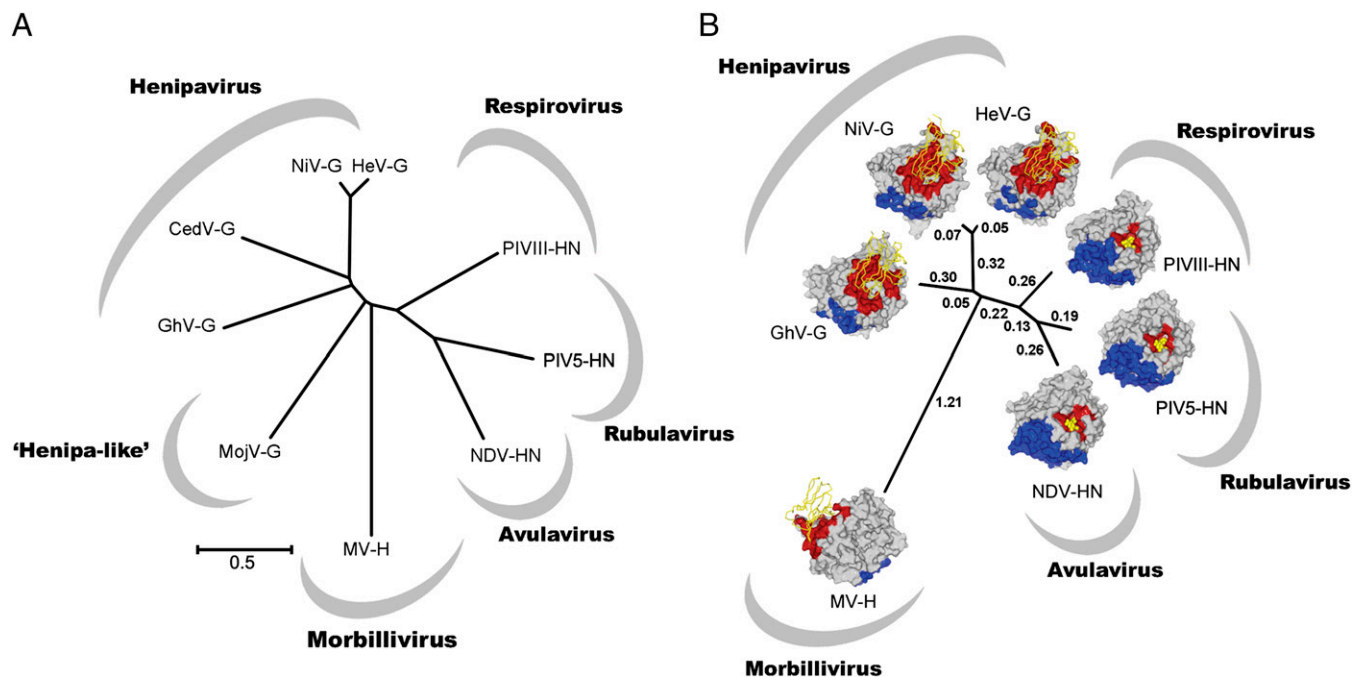 A
Henipavirus
Respirovirus
NiV-G HeV-G
CedV-G
PIVIII-HN
GhV-G
PIV5-HN
'Henipa-like'
MojV-G
NDV-HN
Rubulavirus
Avulavirus
0.5
MV-H
Morbillivirus
B
Henipavirus
HeV-G
NiV-G
Respirovirus
0.07
0.05
PIVIII-HN
0.30
0.32
0.26
GhV-G
0.05
0.22
0.13
0.19
0.26
PIV5-HN
1.21
NDV-HN
Rubulavirus
Avulavirus
MV-H
Morbillivirus